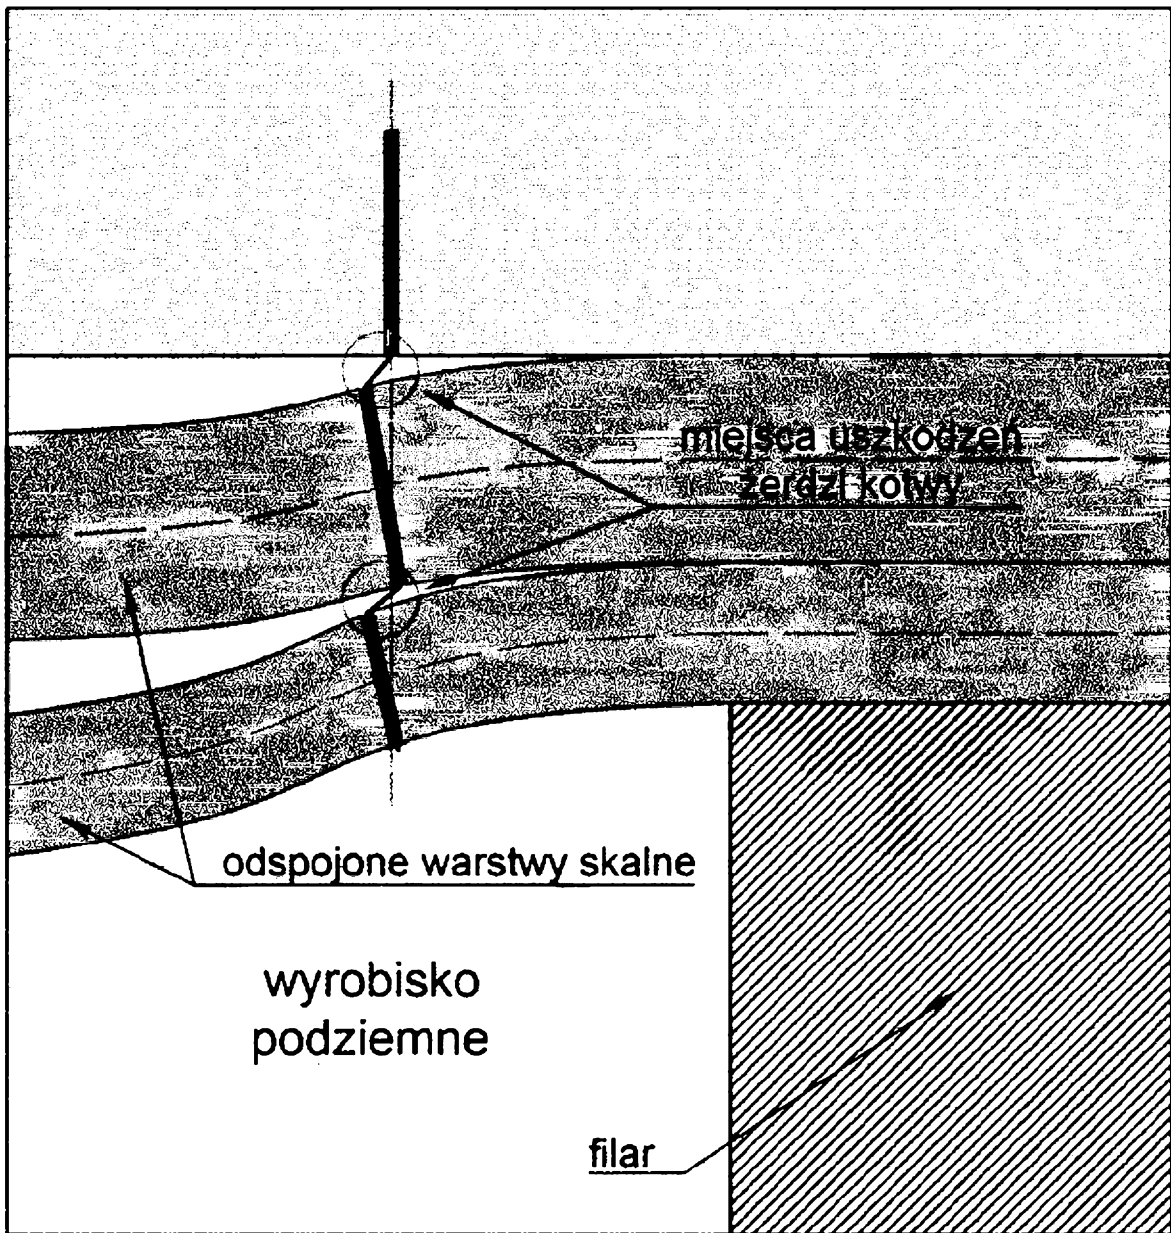 miejsca uszkodzeń
żerdzi kotwy
odspojone warstwy skalne
wyrobisko
podziemne
filar